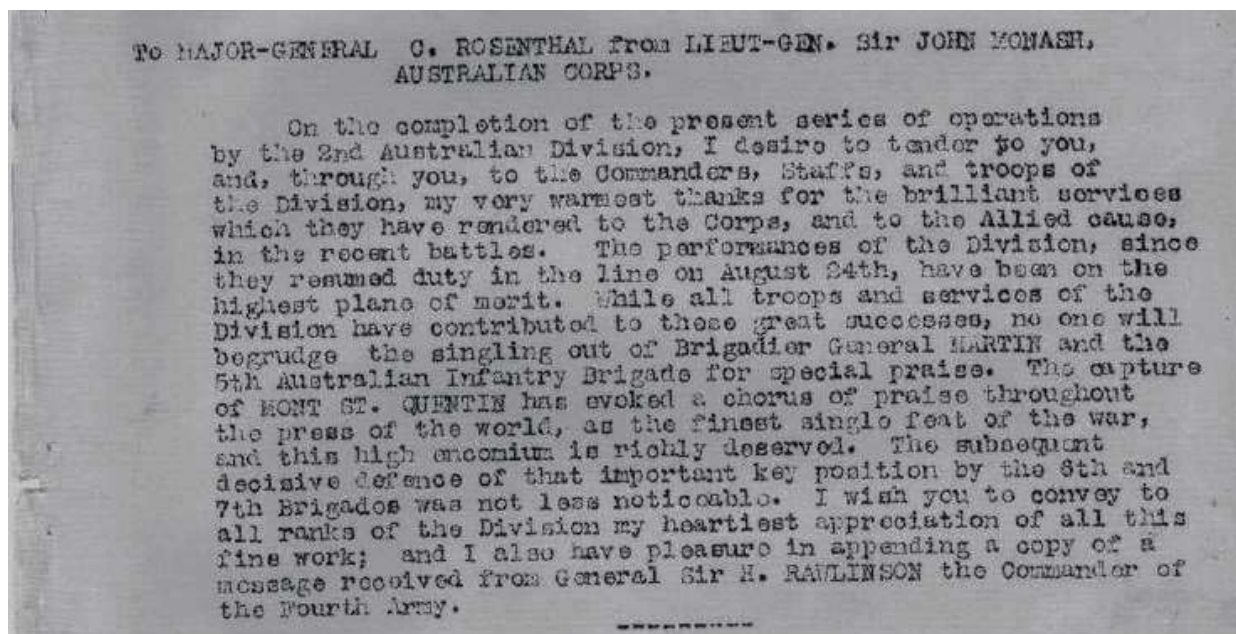 To MAJOR-GENERAL C. ROSENTHAL from LIEUT-GEN. Sir JOHN MONASH,
AUSTRALIAN CORPS.
On the completion of the present series of operations
by the 2nd Australian Division, I desire to tender to you,
and, through you, to the Commanders, Staffs, and troops of
the Division, my very warmest thanks for the brilliant services
which they have rendered to the Corps, and to the Allied cause,
in the recent battles. The performances of the Division, since
they resumed duty in the line on August 24th, have been on the
highest plane of merit. While all troops and services of the
Division have contributed to these great successes, no one will
begrudge the singling out of Brigadier General MARTIN and the
5th Australian Infantry Brigade for special praise. The capture
of MONT ST. QUENTIN has evoked a chorus of praise throughout
the press of the world, as the finest single feat of the war,
and this high encomium is richly deserved. The subsequent
decisive defence of that important key position by the 6th and
7th Brigades was not less noticeable. I wish you to convey to
all ranks of the Division my heartiest appreciation of all this
fine work; and I also have pleasure in appending a copy of a
message received from General Sir H. RAWLINSON the Commander of
the Fourth Army.